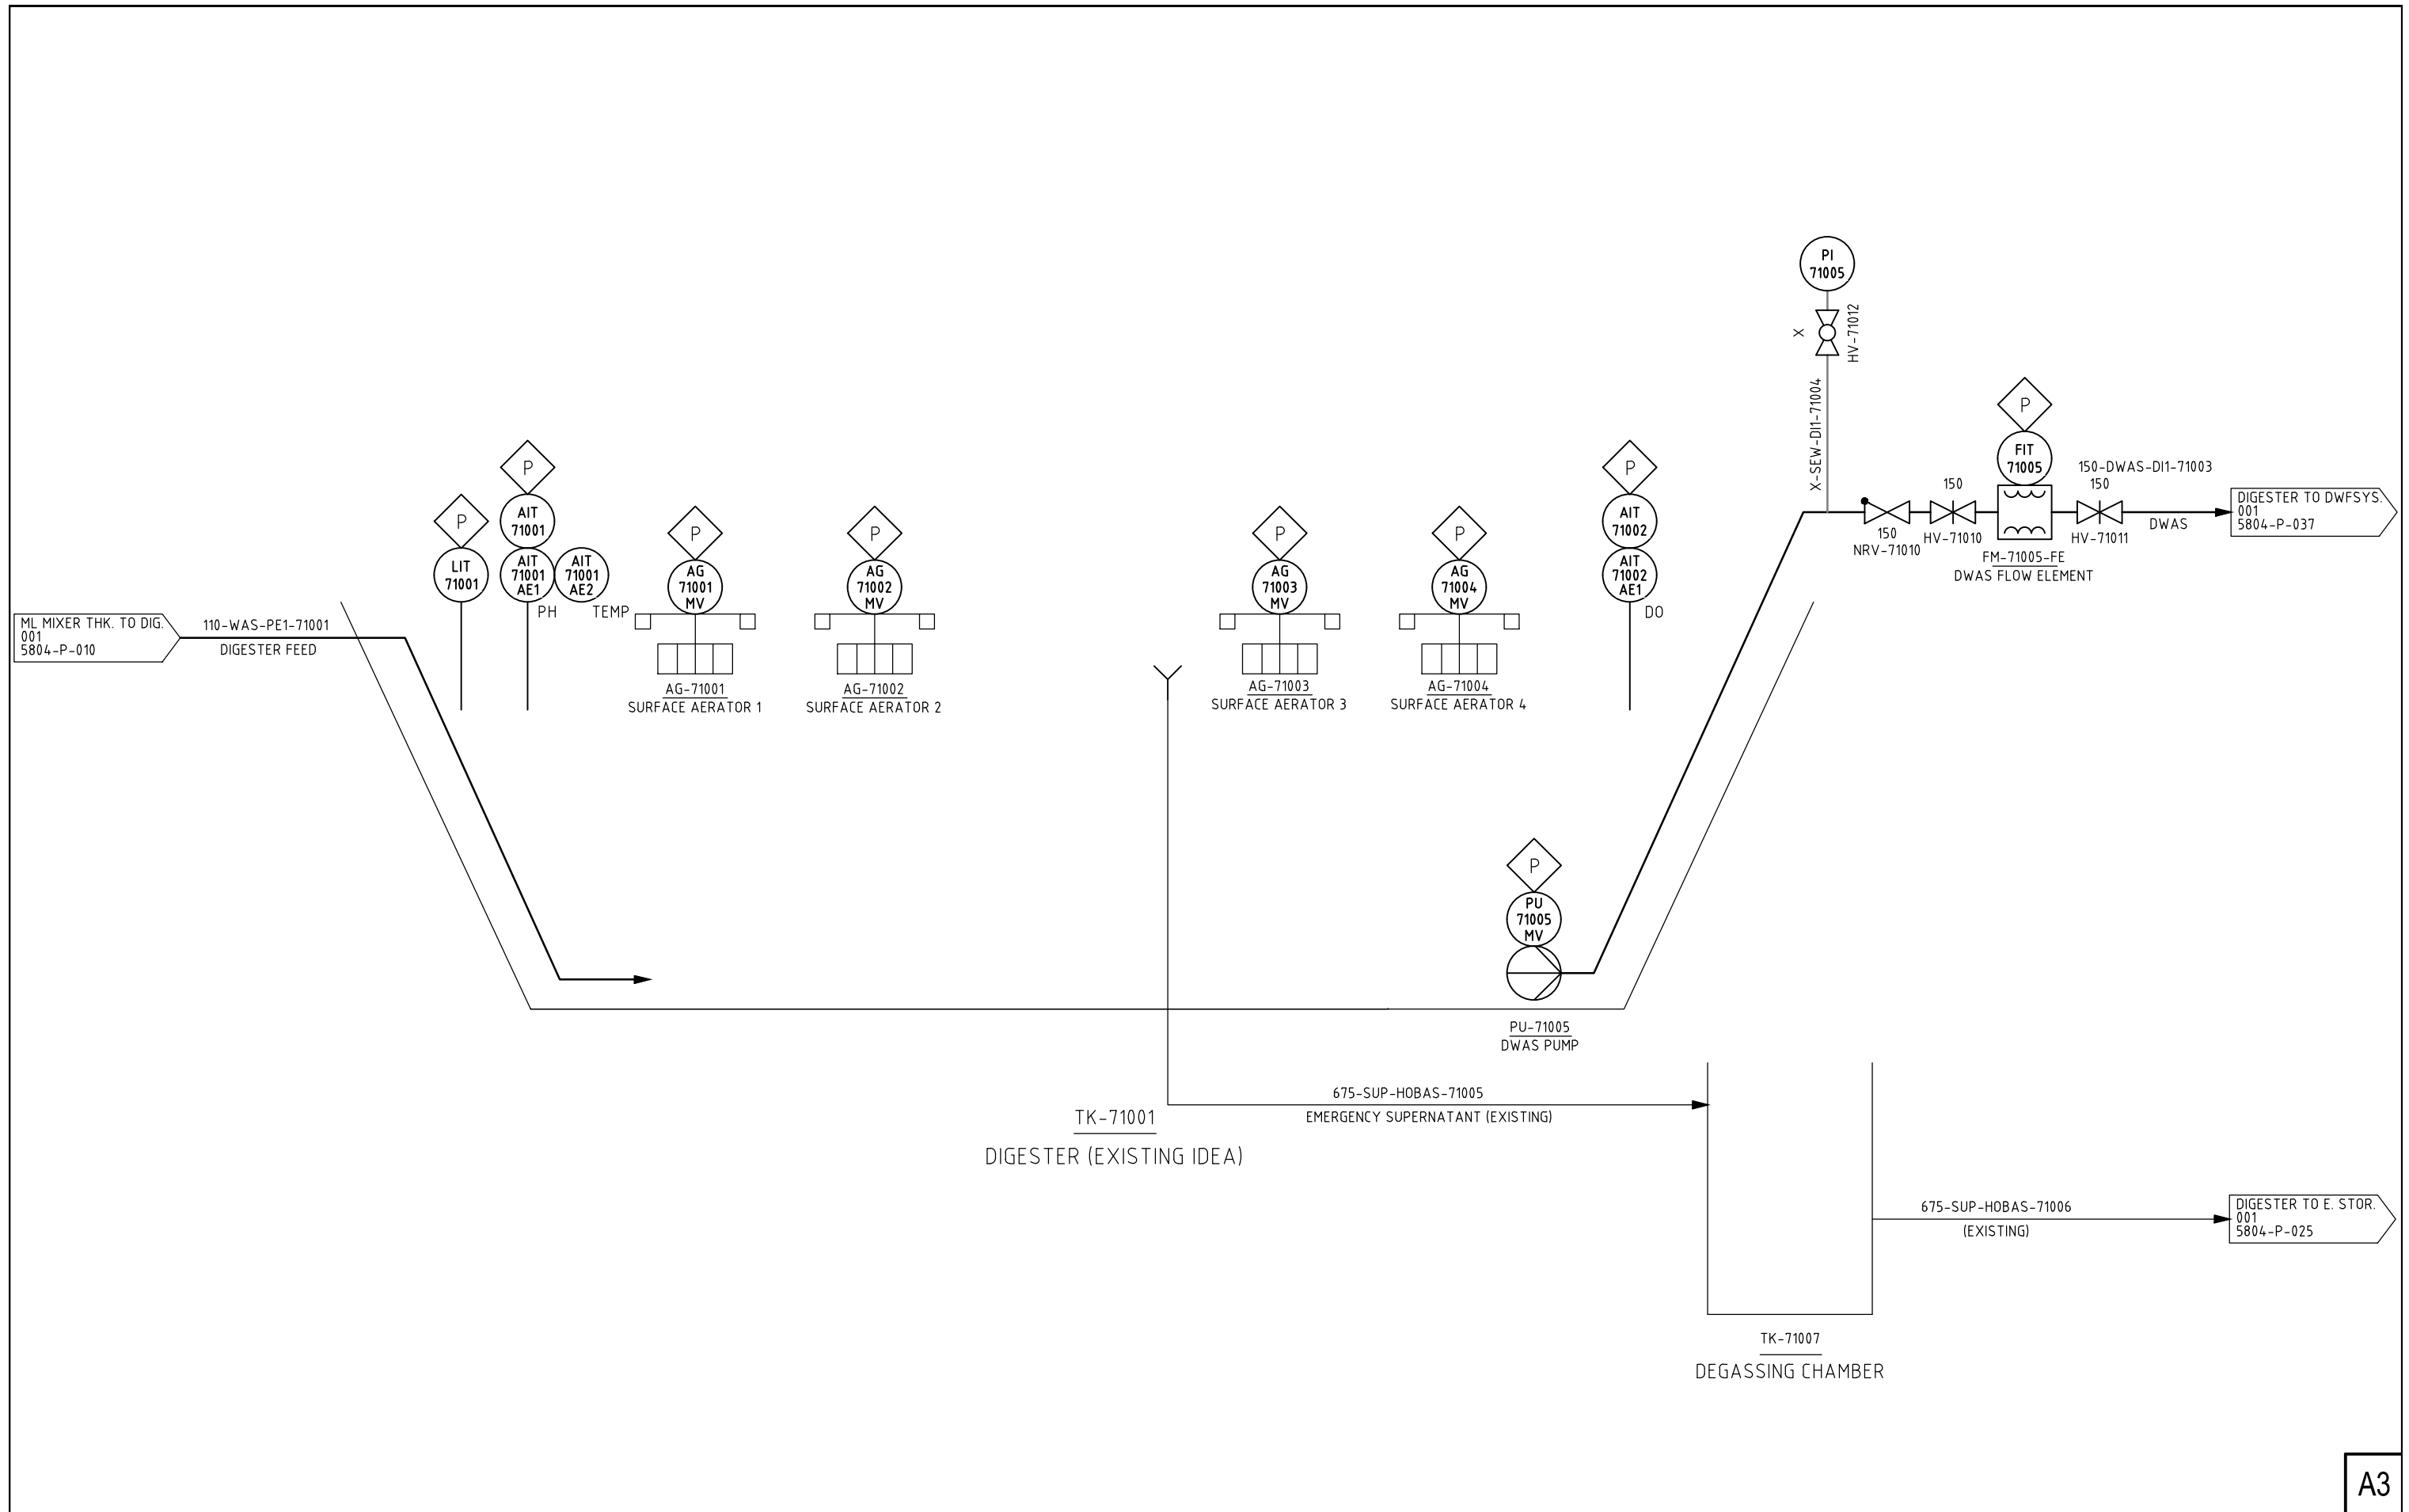 PI
71005
X
HV-71012
X-SEW-DI1-71004
P
FIT
71005
150-DWAS-DI1-71003
150
150
DIGESTER TO DWFSYS.
001
5804-P-037
DWAS
150
NRV-71010
HV-71010
HV-71011
FM-71005-FE
DWAS FLOW ELEMENT
P
AIT
71001
P
LIT
71001
AIT
71001
AE1
AIT
71001
AE2
PH
TEMP
P
AG
71001
MV
P
AG
71002
MV
P
AG
71003
MV
P
AG
71004
MV
P
AIT
71002
AIT
71002
AE1
DO
ML MIXER THK. TO DIG.
001
5804-P-010
110-WAS-PE1-71001
DIGESTER FEED
AG-71001
SURFACE AERATOR 1
AG-71002
SURFACE AERATOR 2
AG-71003
SURFACE AERATOR 3
AG-71004
SURFACE AERATOR 4
P
PU
71005
MV
PU-71005
DWAS PUMP
675-SUP-HOBAS-71005
EMERGENCY SUPERNATANT (EXISTING)
TK-71001
DIGESTER (EXISTING IDEA)
675-SUP-HOBAS-71006
(EXISTING)
DIGESTER TO E. STOR.
001
5804-P-025
TK-71007
DEGASSING CHAMBER
A3